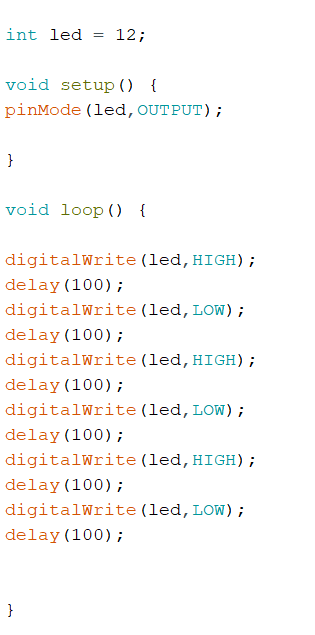 int led = 12;
void setup() {
pinMode(led,OUTPUT);
}
void loop() {
digitalWrite(led,HIGH);
delay(100);
digitalWrite(led,LOW);
delay(100);
digitalWrite(led,HIGH);
delay(100);
digitalWrite(led,LOW);
delay(100);
digitalWrite(led,HIGH);
delay(100);
digitalWrite(led,LOW);
delay(100);
}